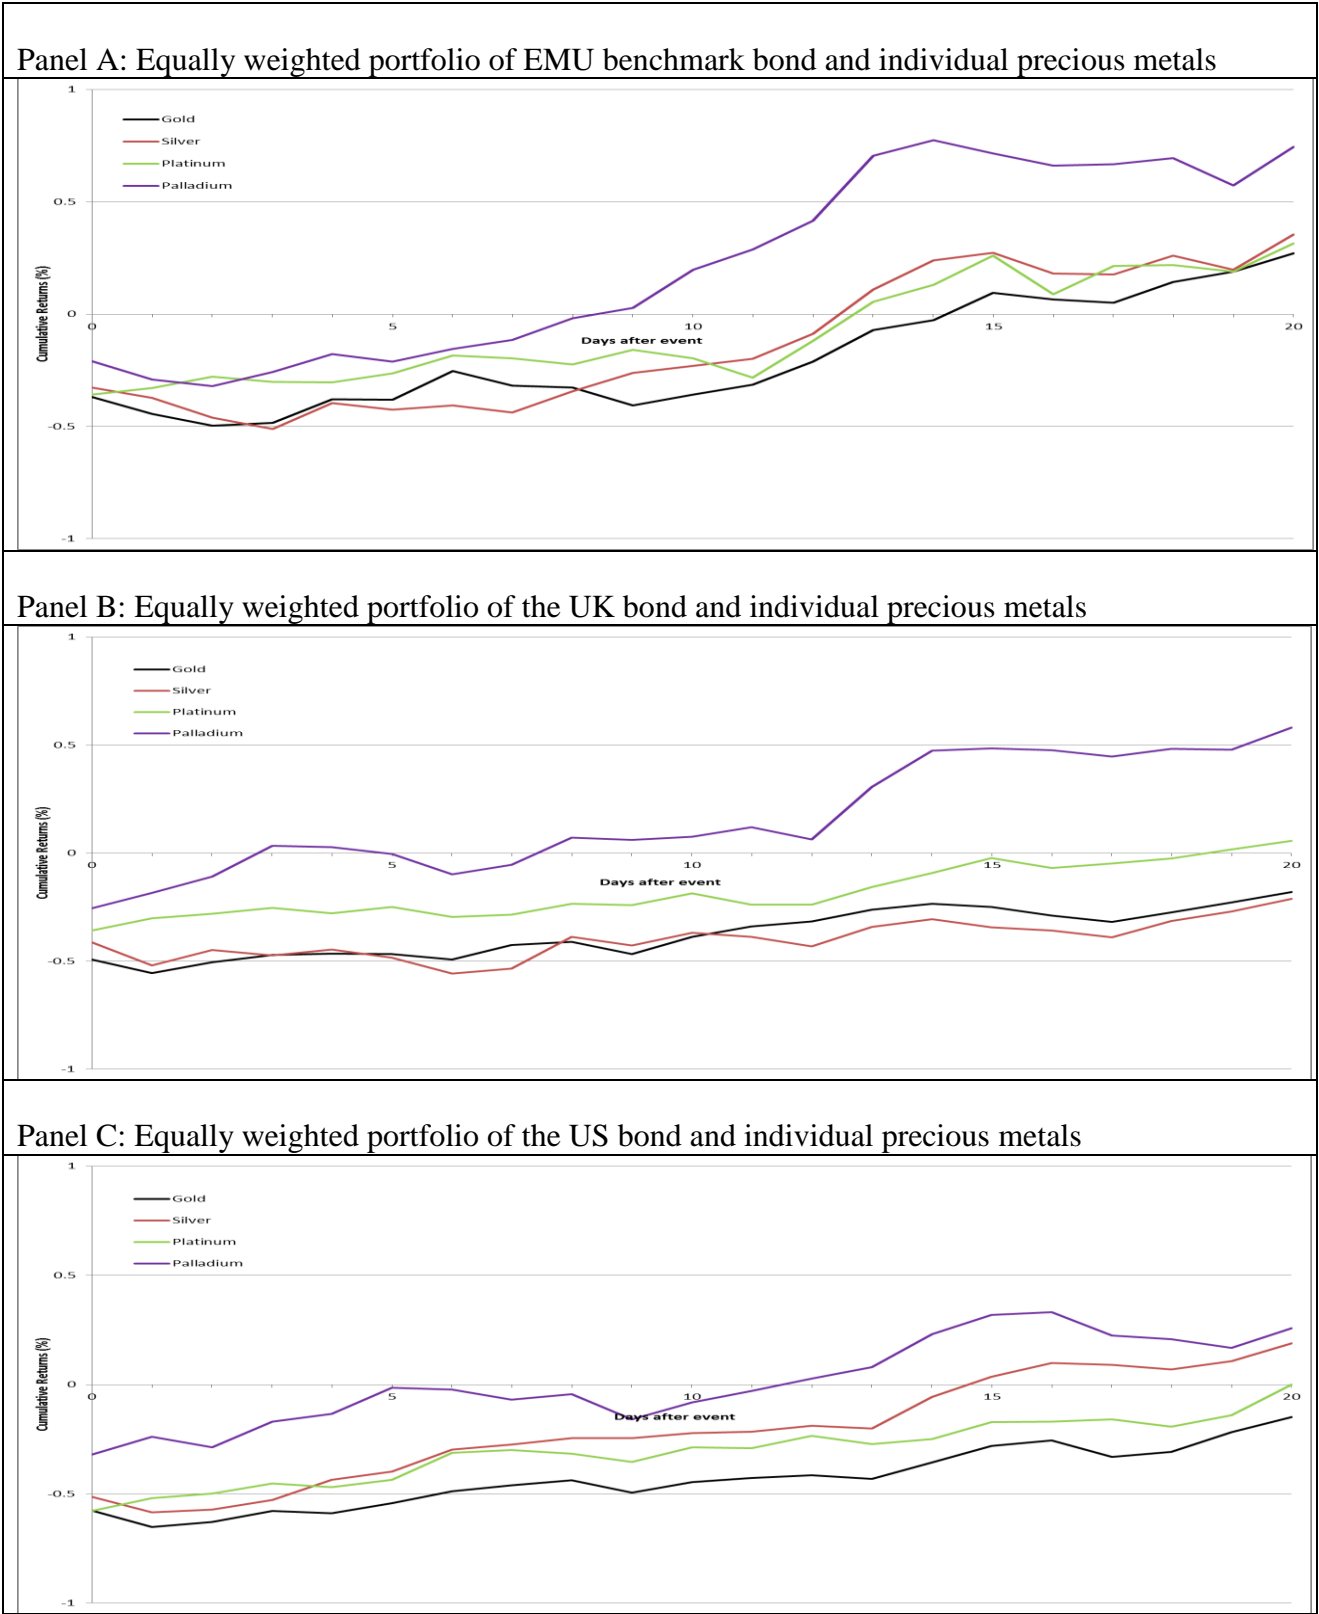 Panel A: Equally weighted portfolio of EMU benchmark bond and individual precious metals
1
Gold
Silver
Platinum
Palladium
0.5
Cumulative Returns (%)
0
0 5 10 15 20
Days after event
-0.5
-1
Panel B: Equally weighted portfolio of the UK bond and individual precious metals
1
Gold
Silver
Platinum
Palladium
0.5
Cumulative Returns (%)
0
0 5 10 15 20
Days after event
-0.5
-1
Panel C: Equally weighted portfolio of the US bond and individual precious metals
1
Gold
Silver
Platinum
Palladium
0.5
Cumulative Returns (%)
0
0 5 10 15 20
Days after event
-0.5
-1